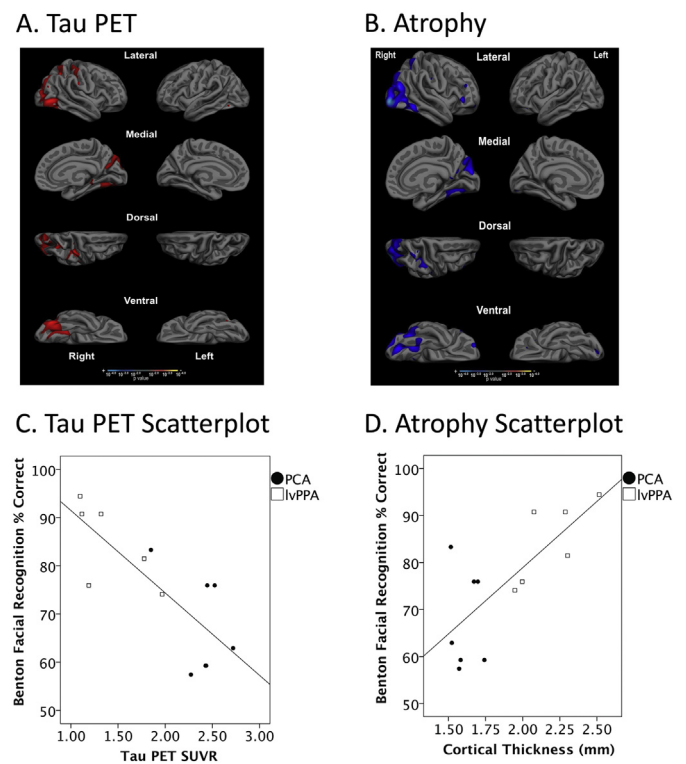 A. Tau PET
B. Atrophy
Lateral
Medial
Dorsal
Ventral
Right
Left
p value
Right
Lateral
Left
Medial
Dorsal
Ventral
p value
C. Tau PET Scatterplot
D. Atrophy Scatterplot
Benton Facial Recognition % Correct
100
90
80
70
60
50
1.00
1.50
2.00
2.50
3.00
Tau PET SUVR
PCA
lvPPA
Benton Facial Recognition % Correct
100
90
80
70
60
50
1.50
1.75
2.00
2.25
2.50
Cortical Thickness (mm)
PCA
lvPPA